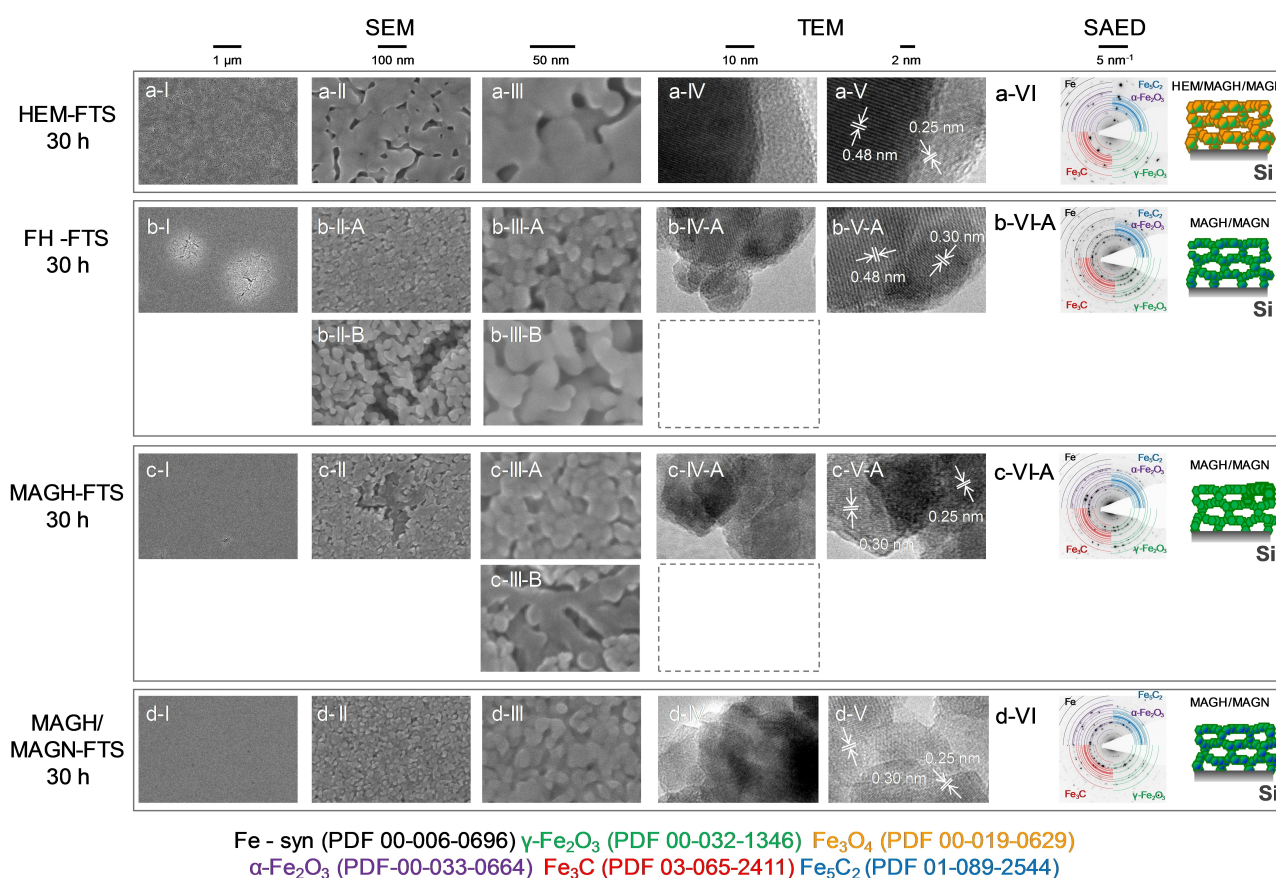 SEM TEM SAED
1 µm 100 nm 50 nm 10 nm 2 nm 5 nm⁻¹
HEM-FTS
30 h
a-I a-II a-III a-IV a-V a-VI
0.25 nm
0.48 nm
Fe Fe₅C₂
α-Fe₂O₃
Fe₃C γ-Fe₂O₃
HEM/MAGH/MAGN
Si
FH -FTS
30 h
b-I b-II-A b-III-A b-IV-A b-V-A b-VI-A
0.30 nm
0.48 nm
Fe Fe₅C₂
α-Fe₂O₃
Fe₃C γ-Fe₂O₃
MAGH/MAGN
Si
b-II-B b-III-B
MAGH-FTS
30 h
c-I c-II c-III-A c-IV-A c-V-A c-VI-A
0.25 nm
0.30 nm
Fe Fe₅C₂
α-Fe₂O₃
Fe₃C γ-Fe₂O₃
MAGH/MAGN
Si
c-III-B
MAGH/
MAGN-FTS
30 h
d-I d-II d-III d-IV d-V d-VI
0.25 nm
0.30 nm
Fe Fe₅C₂
α-Fe₂O₃
Fe₃C γ-Fe₂O₃
MAGH/MAGN
Si
Fe - syn (PDF 00-006-0696) γ-Fe₂O₃ (PDF 00-032-1346) Fe₃O₄ (PDF 00-019-0629)
α-Fe₂O₃ (PDF-00-033-0664) Fe₃C (PDF 03-065-2411) Fe₅C₂ (PDF 01-089-2544)